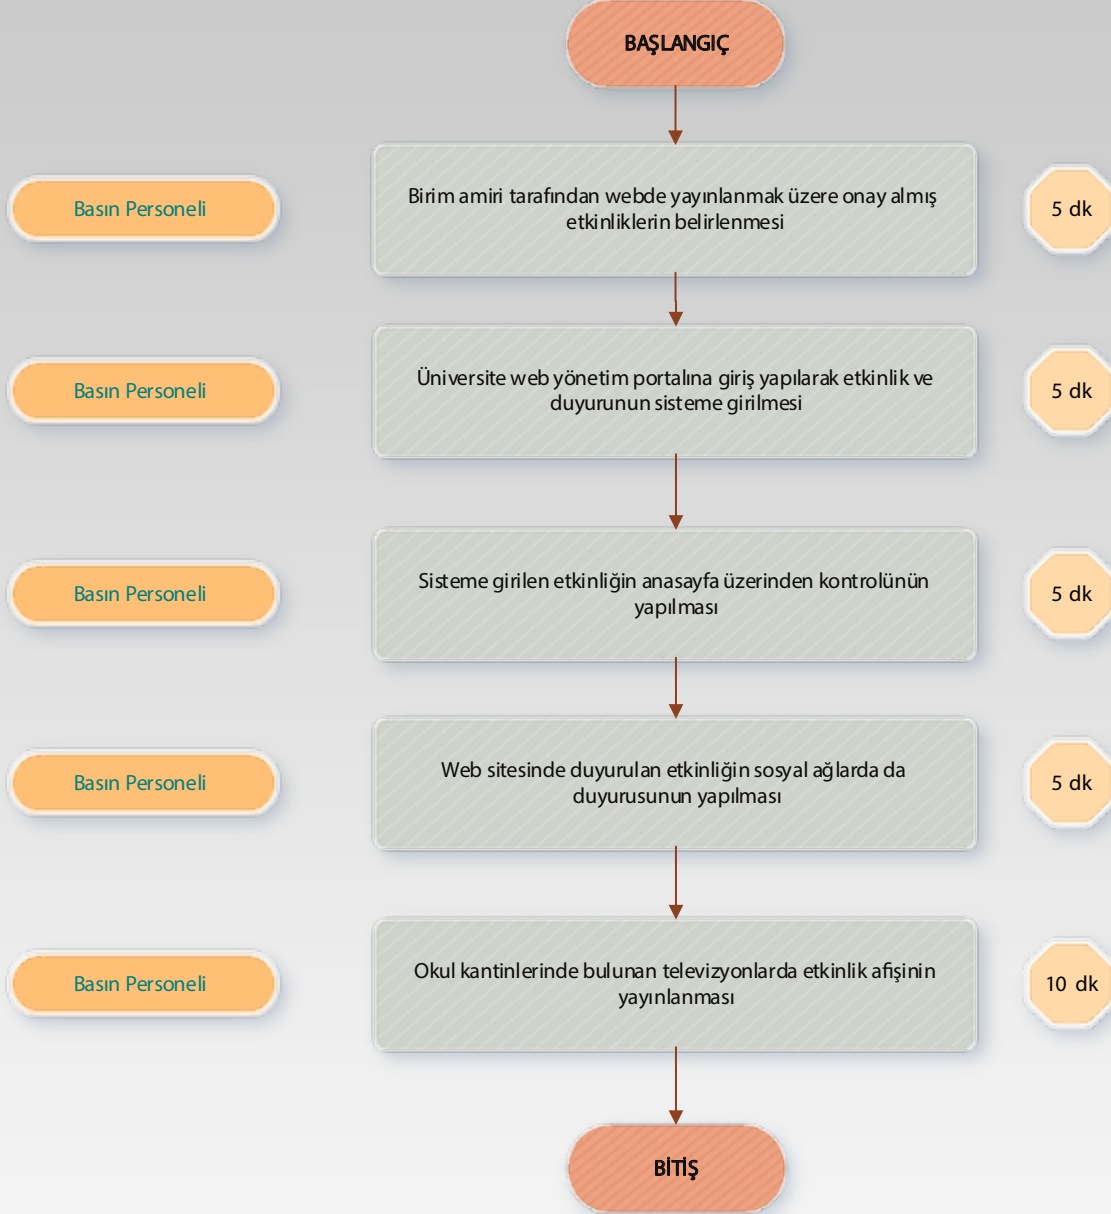 BAŞLANGIÇ
Basın Personeli
Birim amiri tarafından webde yayınlanmak üzere onay almış
etkinliklerin belirlenmesi
5 dk
Basın Personeli
Üniversite web yönetim portalına giriş yapılarak etkinlik ve
duyurunun sisteme girilmesi
5 dk
Basın Personeli
Sisteme girilen etkinliğin anasayfa üzerinden kontrolünün
yapılması
5 dk
Basın Personeli
Web sitesinde duyurulan etkinliğin sosyal ağlarda da
duyurusunun yapılması
5 dk
Basın Personeli
Okul kantinlerinde bulunan televizyonlarda etkinlik afişinin
yayınlanması
10 dk
BİTİŞ